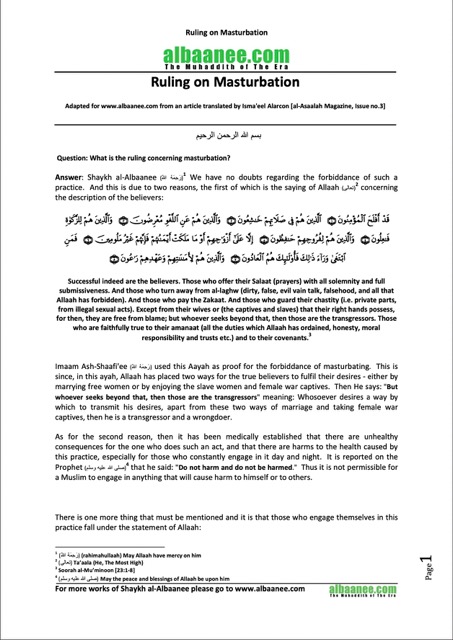 Ruling on Masturbation
albaanee.com
The Muhaddith of The Era
Ruling on Masturbation
Adapted for www.albaanee.com from an article translated by Isma'eel Alarcon [al-Asaalah Magazine, Issue no.3]
بسم الله الرحمن الرحيم
Question: What is the ruling concerning masturbation?
Answer: Shaykh al-Albaanee (رَحِمَهُ اللهُ)1 We have no doubts regarding the forbiddance of such a
practice. And this is due to two reasons, the first of which is the saying of Allaah (تعالى)2 concerning
the description of the believers:
قَدْ أَفْلَحَ الْمُؤْمِنُونَ ۝ الَّذِينَ هُمْ فِي صَلَاتِهِمْ خَاشِعُونَ ۝ وَالَّذِينَ هُمْ عَنِ اللَّغْوِ مُعْرِضُونَ ۝ وَالَّذِينَ هُمْ لِلزَّكَاةِ
فَاعِلُونَ ۝ وَالَّذِينَ هُمْ لِفُرُوجِهِمْ حَافِظُونَ ۝ إِلَّا عَلَىٰ أَزْوَاجِهِمْ أَوْ مَا مَلَكَتْ أَيْمَانُهُمْ فَإِنَّهُمْ غَيْرُ مَلُومِينَ ۝ فَمَنِ
ابْتَغَىٰ وَرَاءَ ذَٰلِكَ فَأُولَٰئِكَ هُمُ الْعَادُونَ ۝ وَالَّذِينَ هُمْ لِأَمَانَاتِهِمْ وَعَهْدِهِمْ رَاعُونَ ۝
Successful indeed are the believers. Those who offer their Salaat (prayers) with all solemnity and full
submissiveness. And those who turn away from al-laghw (dirty, false, evil vain talk, falsehood, and all that
Allaah has forbidden). And those who pay the Zakaat. And those who guard their chastity (i.e. private parts,
from illegal sexual acts). Except from their wives or (the captives and slaves) that their right hands possess,
for then, they are free from blame; but whoever seeks beyond that, then those are the transgressors. Those
who are faithfully true to their amanaat (all the duties which Allaah has ordained, honesty, moral
responsibility and trusts etc.) and to their covenants.3
Imaam Ash-Shaafi'ee (رَحِمَهُ اللهُ) used this Aayah as proof for the forbiddance of masturbating. This is
since, in this ayah, Allaah has placed two ways for the true believers to fulfil their desires - either by
marrying free women or by enjoying the slave women and female war captives. Then He says: "But
whoever seeks beyond that, then those are the transgressors" meaning: Whosoever desires a way by
which to transmit his desires, apart from these two ways of marriage and taking female war
captives, then he is a transgressor and a wrongdoer.
As for the second reason, then it has been medically established that there are unhealthy
consequences for the one who does such an act, and that there are harms to the health caused by
this practice, especially for those who constantly engage in it day and night. It is reported on the
Prophet (صلى الله عليه وسلم)4 that he said: "Do not harm and do not be harmed." Thus it is not permissible for
a Muslim to engage in anything that will cause harm to himself or to others.
There is one more thing that must be mentioned and it is that those who engage themselves in this
practice fall under the statement of Allaah:
1 (رَحِمَهُ اللهُ) (rahimahullaah) May Allaah have mercy on him
2 (تعالى) Ta'aala (He, The Most High)
3 Soorah al-Mu'minoon [23:1-8]
4 (صلى الله عليه وسلم) May the peace and blessings of Allaah be upon him
For more works of Shaykh al-Albaanee please go to www.albaanee.com
albaanee.com
The Muhaddith of The Era
Page 1